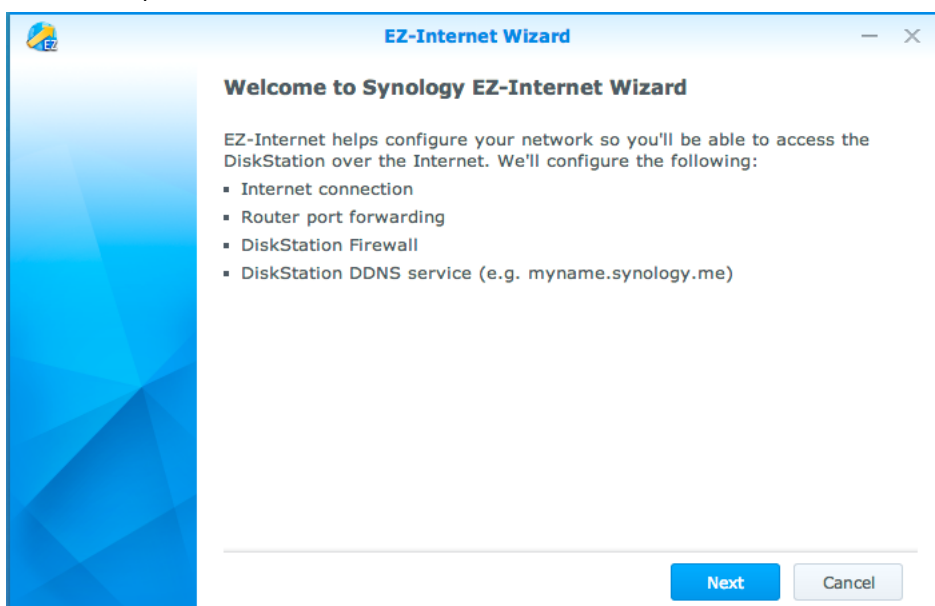 EZ-Internet Wizard
EZ
Welcome to Synology EZ-Internet Wizard
EZ-Internet helps configure your network so you'll be able to access the
DiskStation over the Internet. We'll configure the following:
▪ Internet connection
▪ Router port forwarding
▪ DiskStation Firewall
▪ DiskStation DDNS service (e.g. myname.synology.me)
Next
Cancel